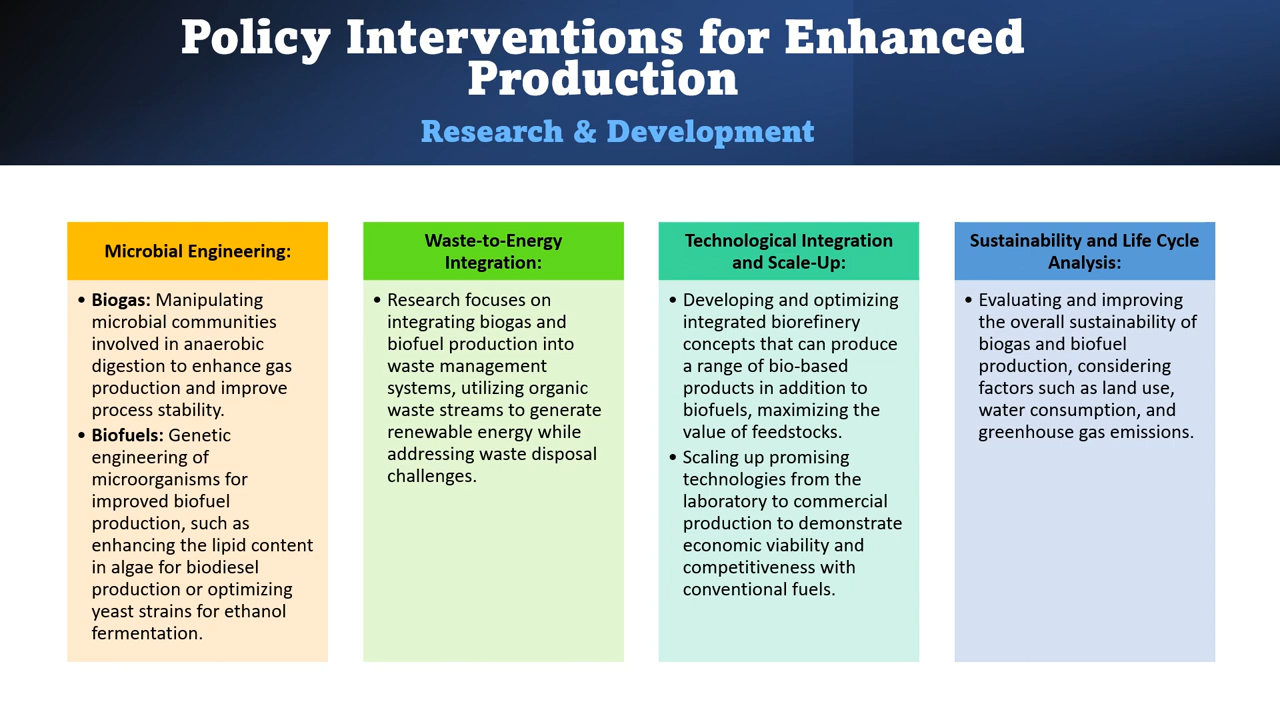 Policy Interventions for Enhanced
Production
Research & Development
Microbial Engineering:
• Biogas: Manipulating
microbial communities
involved in anaerobic
digestion to enhance gas
production and improve
process stability.
• Biofuels: Genetic
engineering of
microorganisms for
improved biofuel
production, such as
enhancing the lipid content
in algae for biodiesel
production or optimizing
yeast strains for ethanol
fermentation.
Waste-to-Energy
Integration:
• Research focuses on
integrating biogas and
biofuel production into
waste management
systems, utilizing organic
waste streams to generate
renewable energy while
addressing waste disposal
challenges.
Technological Integration
and Scale-Up:
• Developing and optimizing
integrated biorefinery
concepts that can produce
a range of bio-based
products in addition to
biofuels, maximizing the
value of feedstocks.
• Scaling up promising
technologies from the
laboratory to commercial
production to demonstrate
economic viability and
competitiveness with
conventional fuels.
Sustainability and Life Cycle
Analysis:
• Evaluating and improving
the overall sustainability of
biogas and biofuel
production, considering
factors such as land use,
water consumption, and
greenhouse gas emissions.